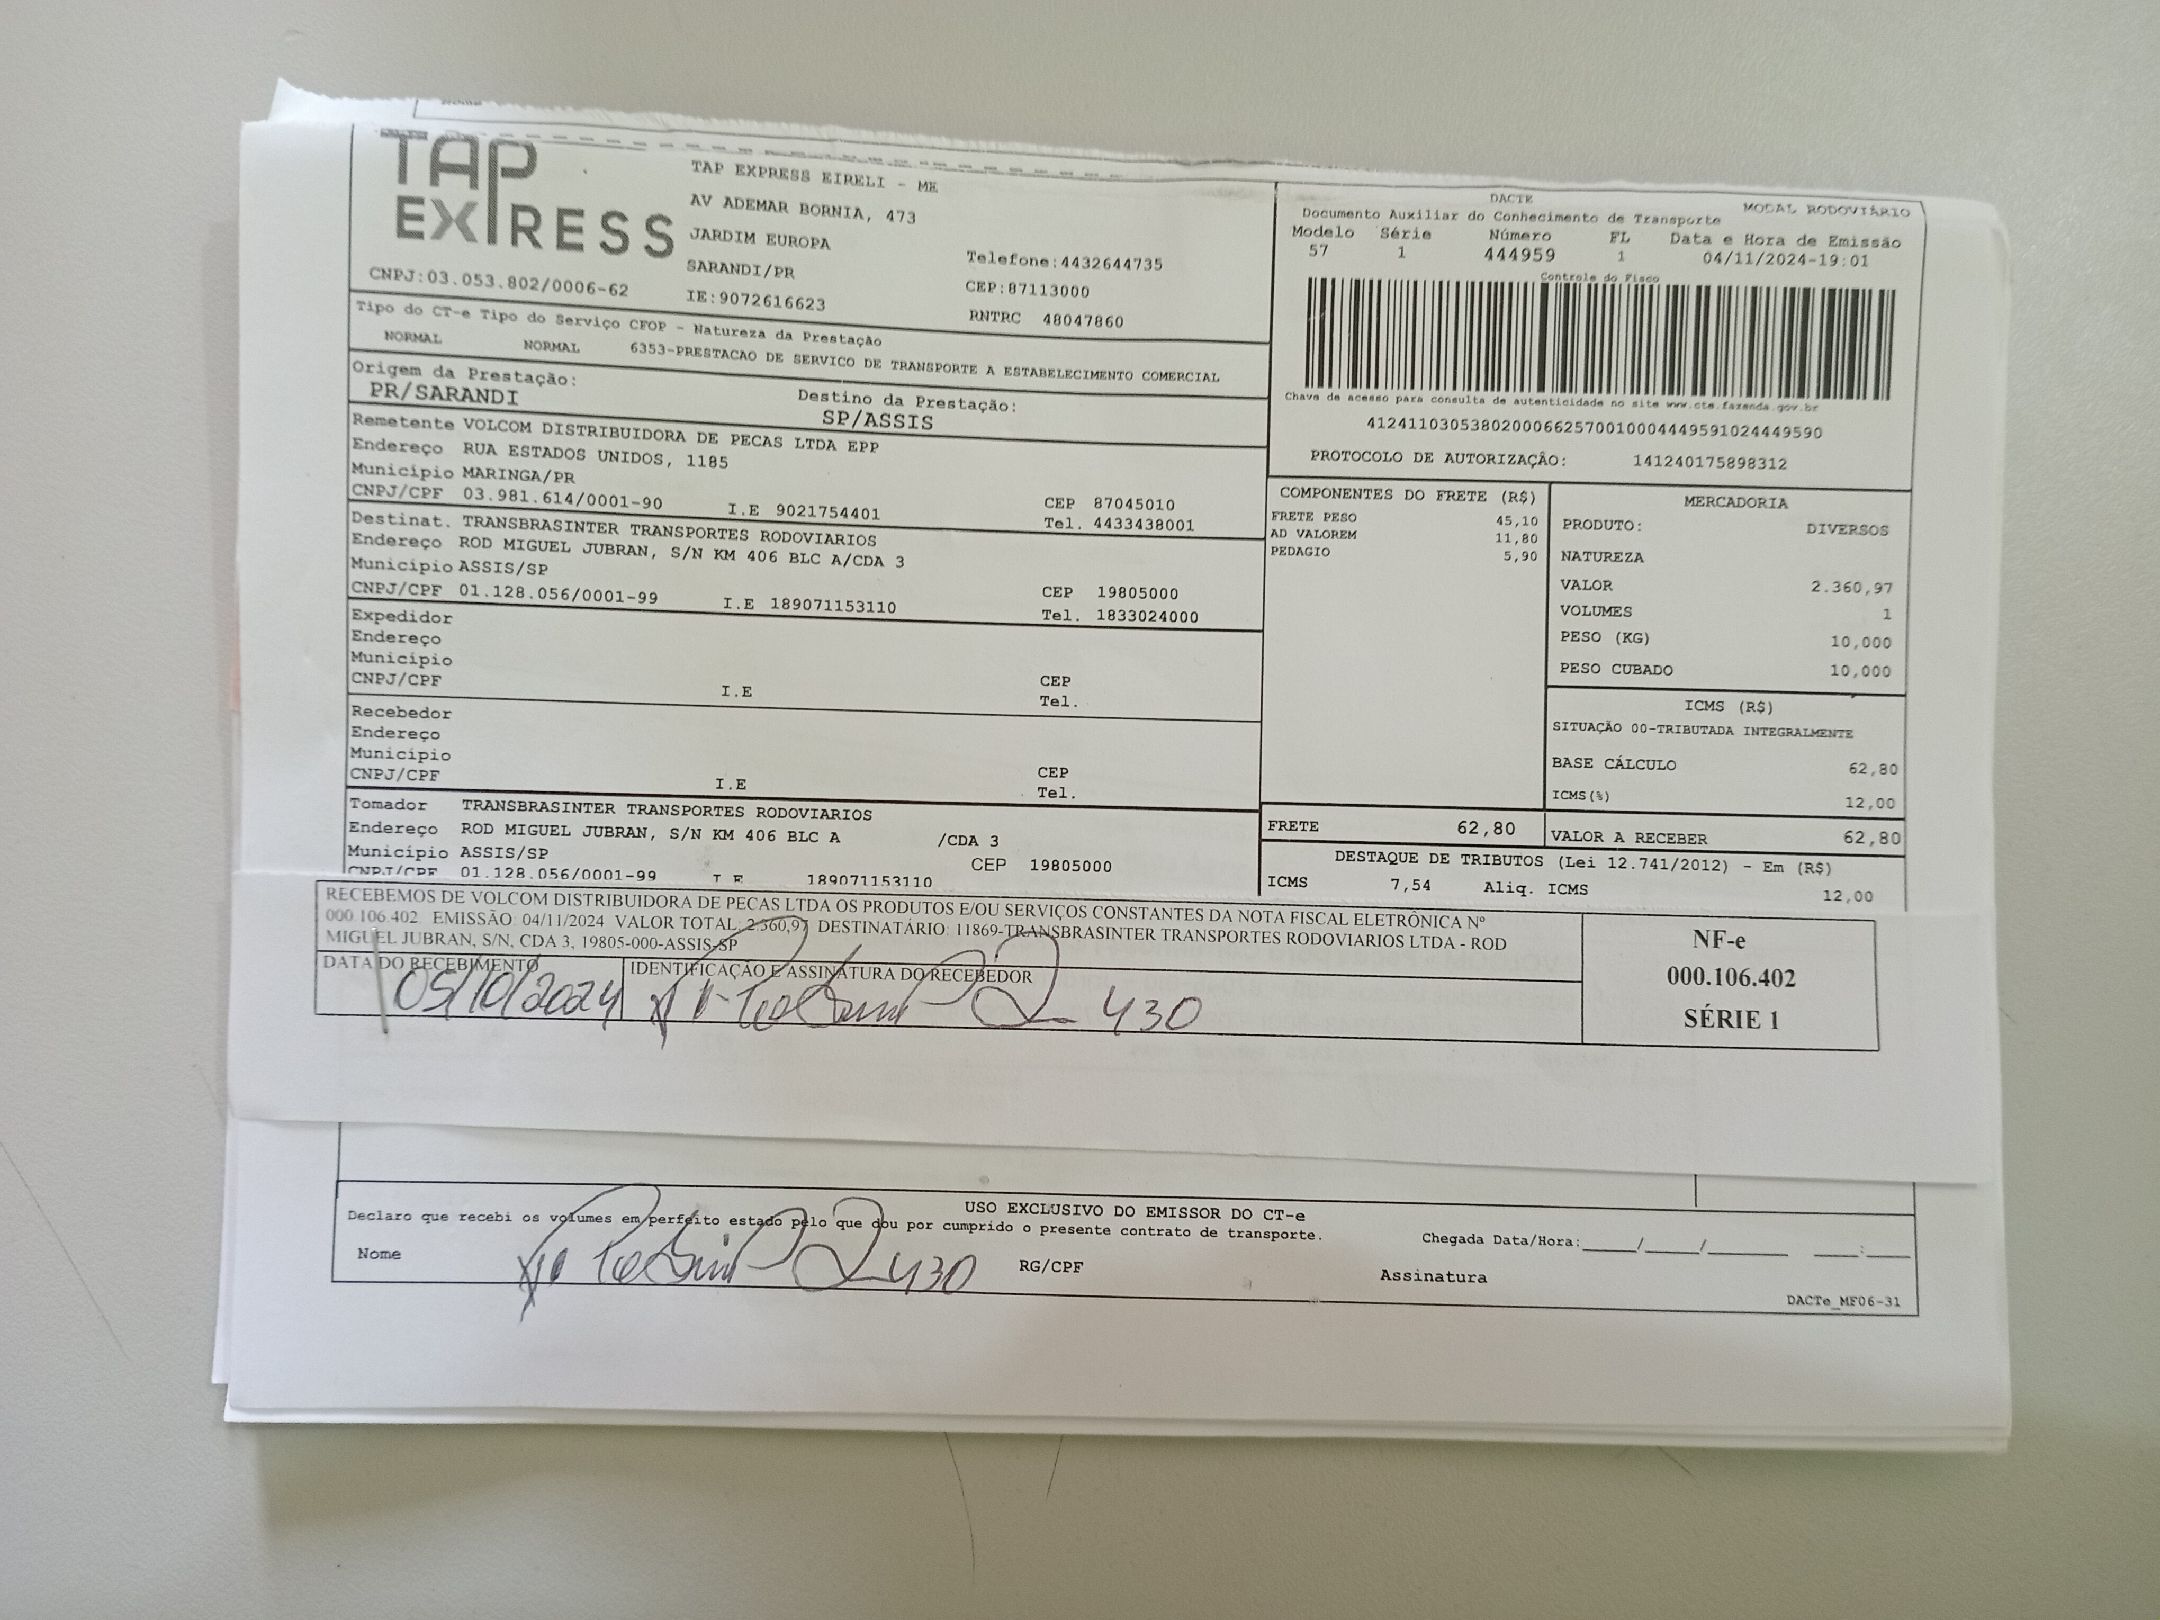 TAP EXPRESS
CNPJ:03.053.802/0006-62
TAP EXPRESS EIRELI - ME
AV ADEMAR BORNIA, 473
JARDIM EUROPA
SARANDI/PR
IE:9072616623
Telefone:4432644735
CEP:87113000
RNTRC 48047860
DACTE
MODAL RODOVIÁRIO
Documento Auxiliar do Conhecimento de Transporte
Modelo Série Número FL Data e Hora de Emissão
57 1 444959 1 04/11/2024-19:01
Controle do Fisco
Chave de acesso para consulta de autenticidade no site www.cte.fazenda.gov.br
41241103053802000662570010004449591024449590
PROTOCOLO DE AUTORIZAÇÃO: 141240175898312
Tipo do CT-e Tipo do Serviço CFOP - Natureza da Prestação
NORMAL NORMAL 6353-PRESTACAO DE SERVICO DE TRANSPORTE A ESTABELECIMENTO COMERCIAL
Origem da Prestação: Destino da Prestação:
PR/SARANDI SP/ASSIS
Remetente VOLCOM DISTRIBUIDORA DE PECAS LTDA EPP
Endereço RUA ESTADOS UNIDOS, 1185
Município MARINGA/PR CEP 87045010
CNPJ/CPF 03.981.614/0001-90 I.E 9021754401 Tel. 4433438001
Destinat. TRANSBRASINTER TRANSPORTES RODOVIARIOS
Endereço ROD MIGUEL JUBRAN, S/N KM 406 BLC A/CDA 3
Município ASSIS/SP CEP 19805000
CNPJ/CPF 01.128.056/0001-99 I.E 189071153110 Tel. 1833024000
Expedidor
Endereço
Município CEP
CNPJ/CPF I.E Tel.
Recebedor
Endereço
Município CEP
CNPJ/CPF I.E Tel.
Tomador TRANSBRASINTER TRANSPORTES RODOVIARIOS
Endereço ROD MIGUEL JUBRAN, S/N KM 406 BLC A /CDA 3
Município ASSIS/SP CEP 19805000
CNPJ/CPF 01.128.056/0001-99 I.E 189071153110
COMPONENTES DO FRETE (R$)
FRETE PESO 45,10
AD VALOREM 11,80
PEDAGIO 5,90
MERCADORIA
PRODUTO: DIVERSOS
NATUREZA
VALOR 2.360,97
VOLUMES 1
PESO (KG) 10,000
PESO CUBADO 10,000
ICMS (R$)
SITUAÇÃO 00-TRIBUTADA INTEGRALMENTE
BASE CÁLCULO 62,80
ICMS(%) 12,00
FRETE 62,80 VALOR A RECEBER 62,80
DESTAQUE DE TRIBUTOS (Lei 12.741/2012) - Em (R$)
ICMS 7,54 Aliq. ICMS 12,00
RECEBEMOS DE VOLCOM DISTRIBUIDORA DE PECAS LTDA OS PRODUTOS E/OU SERVIÇOS CONSTANTES DA NOTA FISCAL ELETRÔNICA Nº
000.106.402 EMISSÃO: 04/11/2024 VALOR TOTAL: 2.360,97 DESTINATÁRIO: 11869-TRANSBRASINTER TRANSPORTES RODOVIARIOS LTDA - ROD
MIGUEL JUBRAN, S/N, CDA 3, 19805-000-ASSIS-SP
DATA DO RECEBIMENTO IDENTIFICAÇÃO E ASSINATURA DO RECEBEDOR
05/10/2024 430
NF-e
000.106.402
SÉRIE 1
USO EXCLUSIVO DO EMISSOR DO CT-e
Declaro que recebi os volumes em perfeito estado pelo que dou por cumprido o presente contrato de transporte.
Chegada Data/Hora:____/____/______ ____:____
Nome 430 RG/CPF Assinatura
DACTe_MF06-31